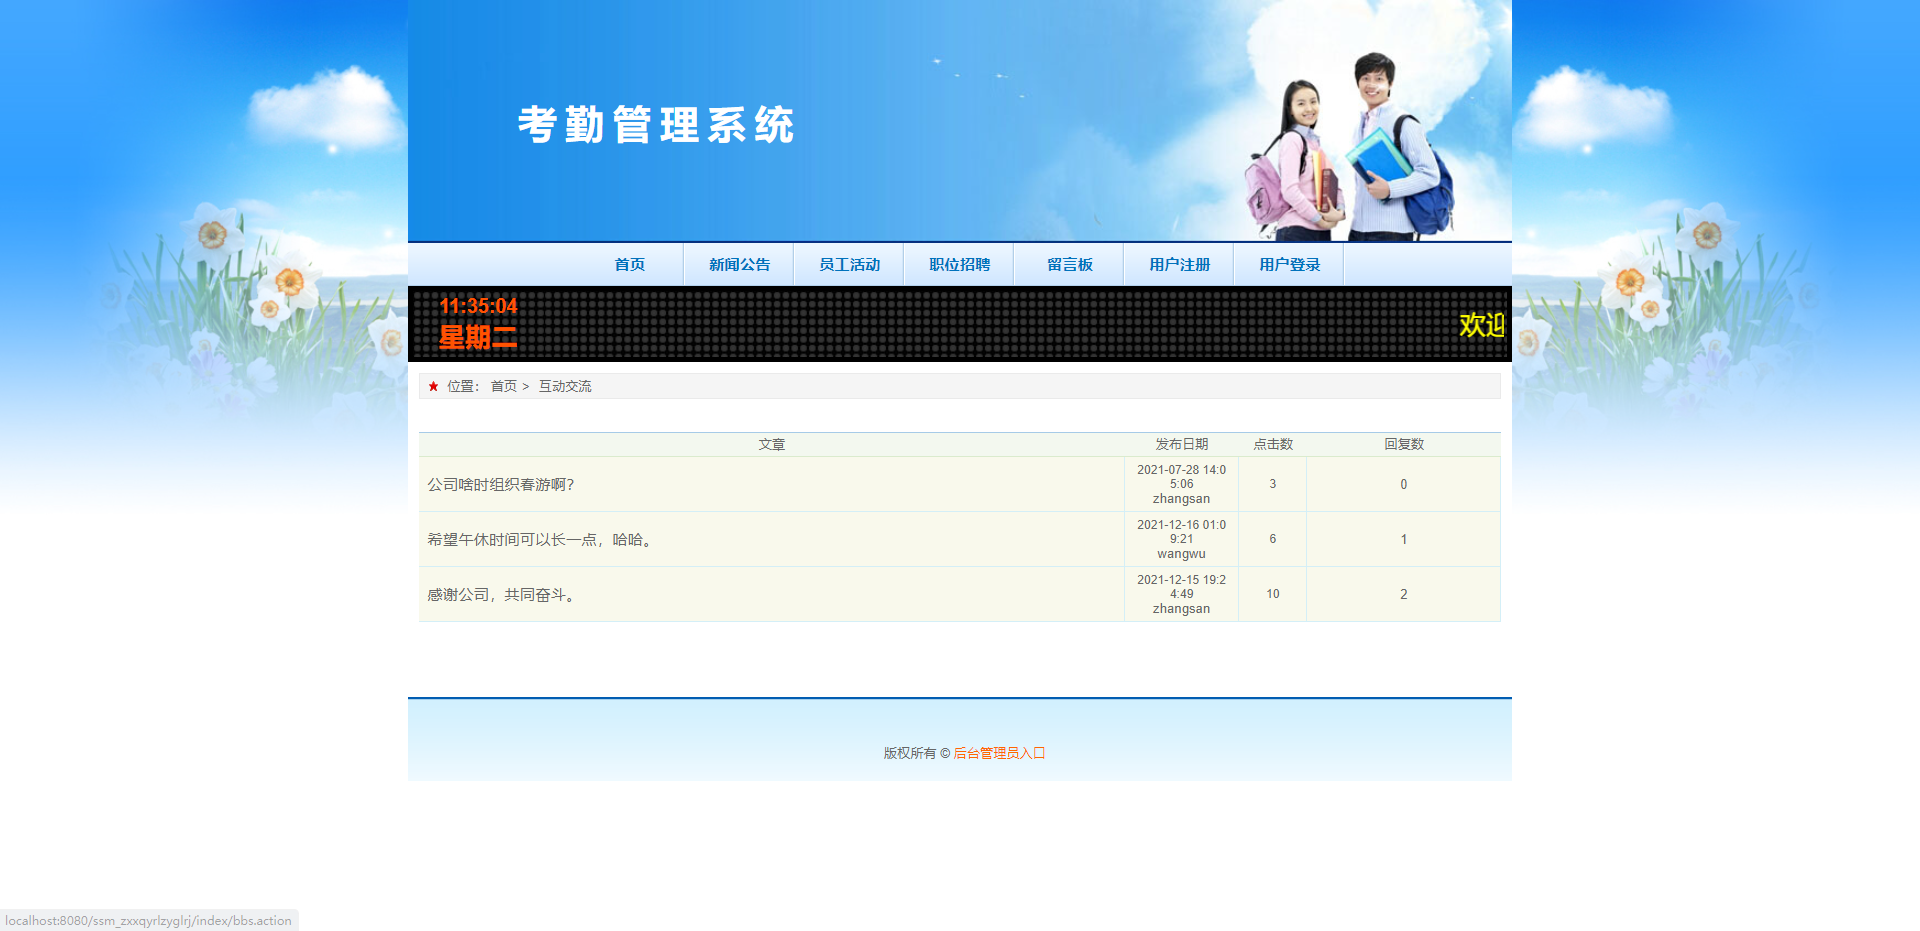 考勤管理系统
首页 新闻公告 员工活动 职位招聘 留言板 用户注册 用户登录
11:35:04
星期二
欢迎
位置： 首页 > 互动交流
文章 发布日期 点击数 回复数
公司啥时组织春游啊？ 2021-07-28 14:0
5:06
zhangsan 3 0
希望午休时间可以长一点，哈哈。 2021-12-16 01:0
9:21
wangwu 6 1
感谢公司，共同奋斗。 2021-12-15 19:2
4:49
zhangsan 10 2
版权所有 © 后台管理员入口
localhost:8080/ssm_zxxqyrlzyglrj/index/bbs.action